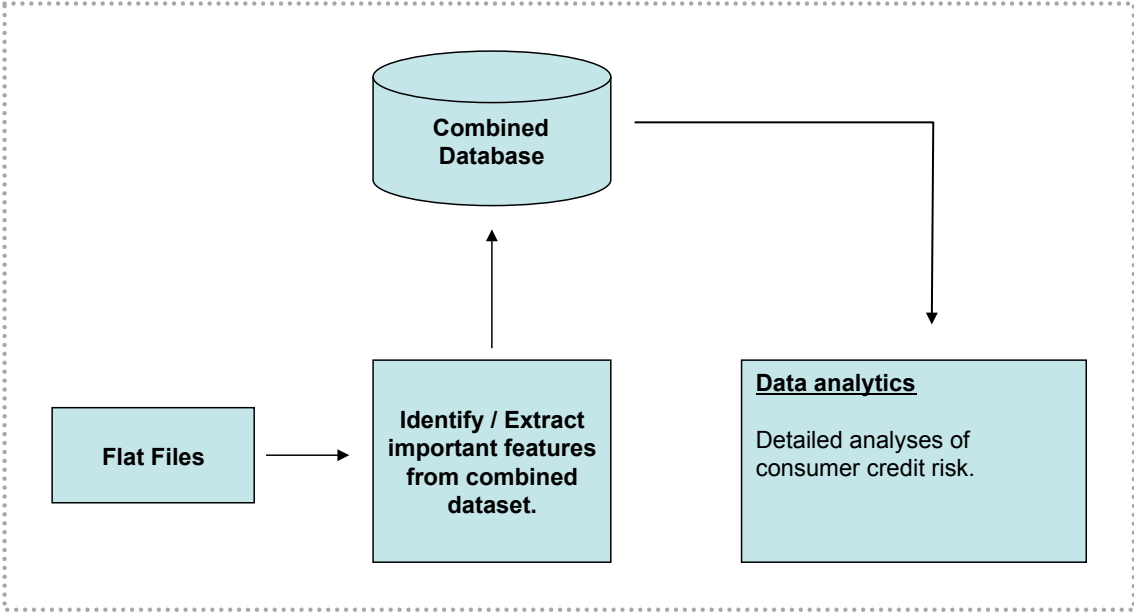 Combined
Database
Flat Files
Identify / Extract
important features
from combined
dataset.
Data analytics
Detailed analyses of
consumer credit risk.